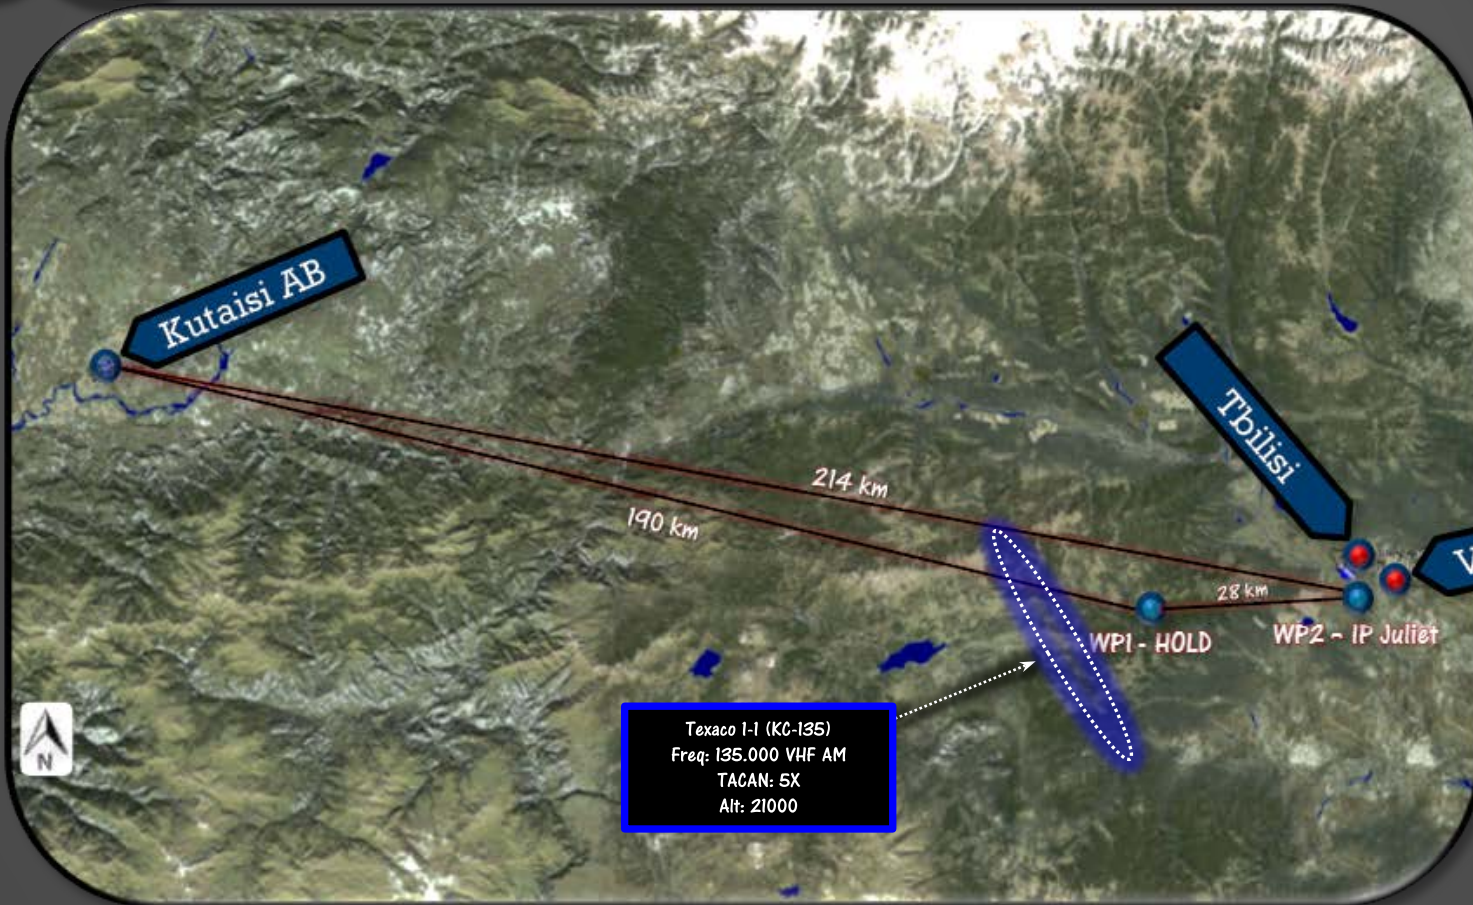 Kutaisi AB
Tbilisi
V
214 km
190 km
28 km
WP1 - HOLD
WP2 - IP Juliet
Texaco 1-1 (KC-135)
Freq: 135.000 VHF AM
TACAN: 5X
Alt: 21000
N